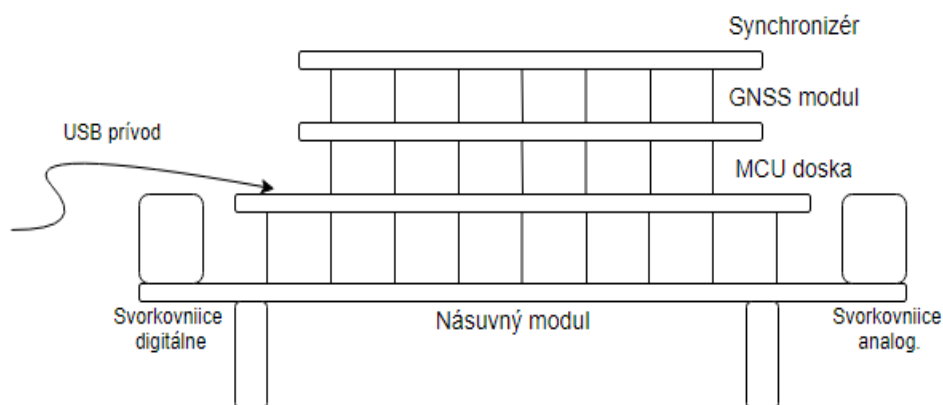 Synchronizér
GNSS modul
USB prívod
MCU doska
Svorkovniice
digitálne
Násuvný modul
Svorkovniice
analog.